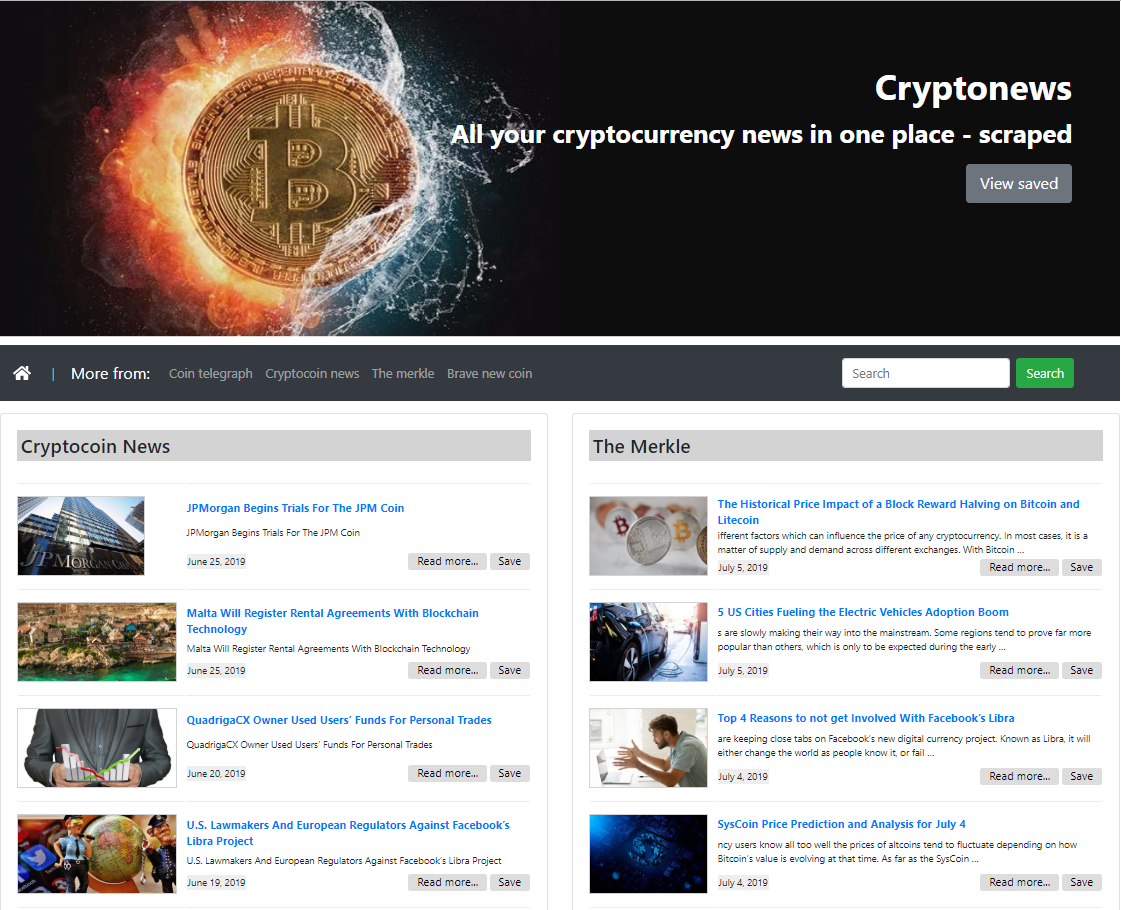 Cryptonews
All your cryptocurrency news in one place - scraped
View saved
| More from: Coin telegraph Cryptocoin news The merkle Brave new coin Search Search
Cryptocoin News
JPMorgan Begins Trials For The JPM Coin
JPMorgan Begins Trials For The JPM Coin
June 25, 2019 Read more... Save
Malta Will Register Rental Agreements With Blockchain
Technology
Malta Will Register Rental Agreements With Blockchain Technology
June 25, 2019 Read more... Save
QuadrigaCX Owner Used Users’ Funds For Personal Trades
QuadrigaCX Owner Used Users’ Funds For Personal Trades
June 20, 2019 Read more... Save
U.S. Lawmakers And European Regulators Against Facebook’s
Libra Project
U.S. Lawmakers And European Regulators Against Facebook’s Libra Project
June 19, 2019 Read more... Save
The Merkle
The Historical Price Impact of a Block Reward Halving on Bitcoin and
Litecoin
ifferent factors which can influence the price of any cryptocurrency. In most cases, it is a
matter of supply and demand across different exchanges. With Bitcoin ...
July 5, 2019 Read more... Save
5 US Cities Fueling the Electric Vehicles Adoption Boom
s are slowly making their way into the mainstream. Some regions tend to prove far more
popular than others, which is only to be expected during the early ...
July 5, 2019 Read more... Save
Top 4 Reasons to not get Involved With Facebook’s Libra
are keeping close tabs on Facebook’s new digital currency project. Known as Libra, it will
either change the world as people know it, or fail ...
July 4, 2019 Read more... Save
SysCoin Price Prediction and Analysis for July 4
ncy users know all too well the prices of altcoins tend to fluctuate depending on how
Bitcoin’s value is evolving at that time. As far as the SysCoin ...
July 4, 2019 Read more... Save